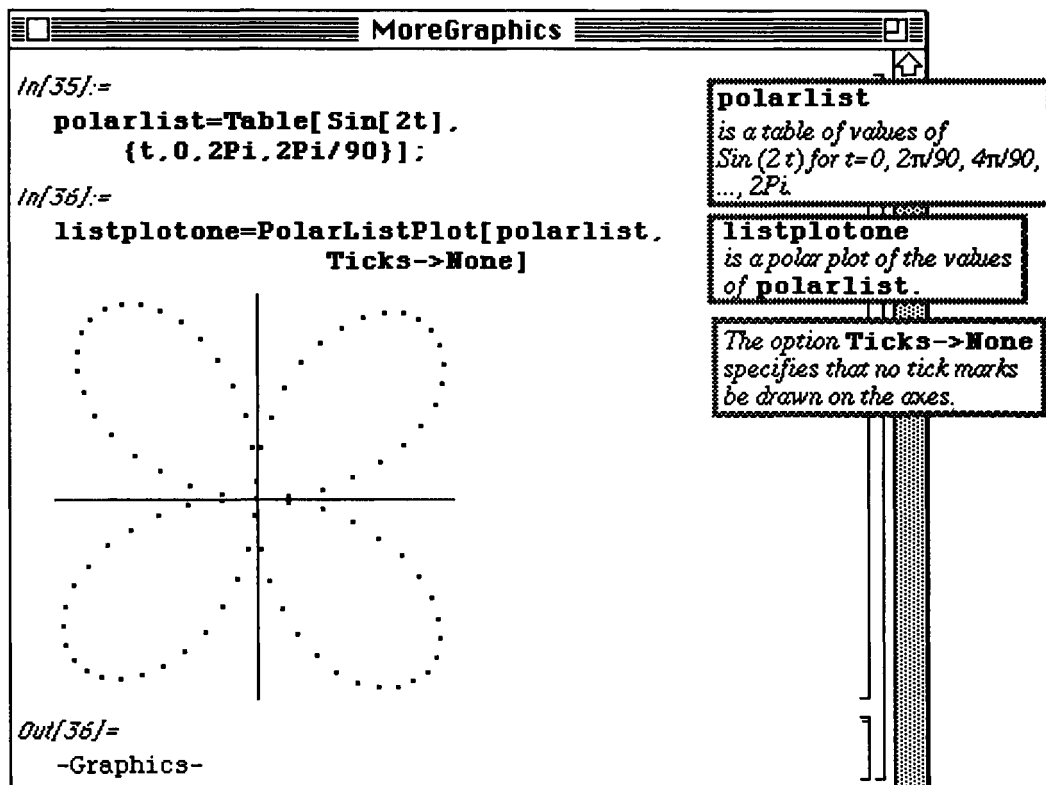 MoreGraphics
In[35]:=
polarlist=Table[Sin[2t],
{t,0,2Pi,2Pi/90}];
In[36]:=
listplotone=PolarListPlot[polarlist,
Ticks->None]
Out[36]=
-Graphics-
polarlist
is a table of values of
Sin (2 t) for t=0, 2π/90, 4π/90,
..., 2Pi.
listplotone
is a polar plot of the values
of polarlist.
The option Ticks->None
specifies that no tick marks
be drawn on the axes.